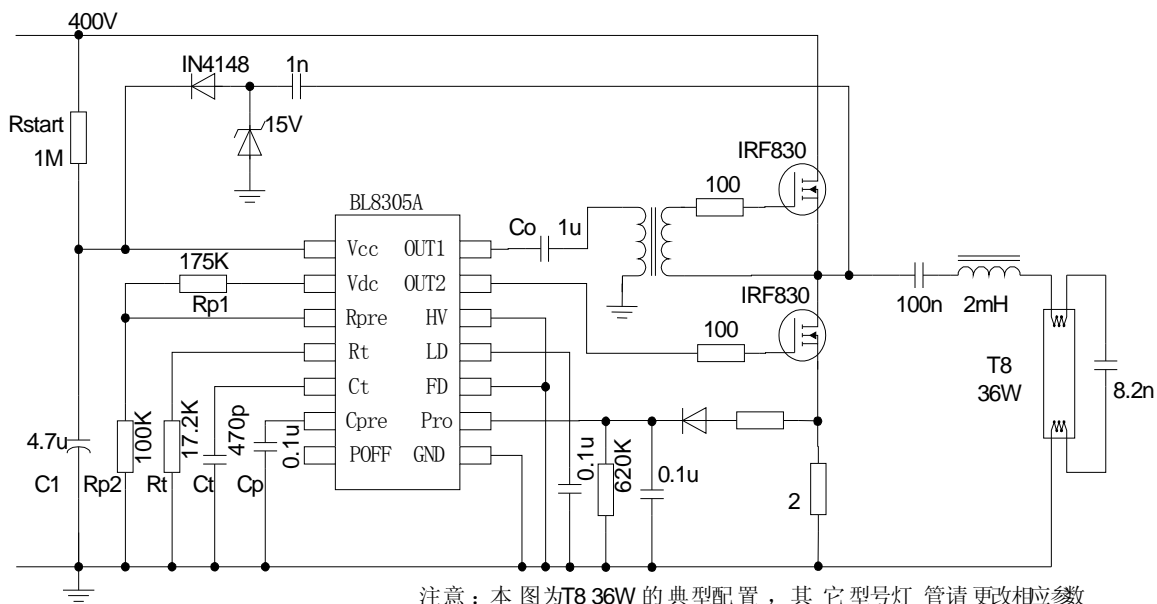 400V
IN4148
1n
Rstart
1M
15V
IRF830
100
BL8305A
Co
1u
Vcc
OUT1
175K
Vdc
OUT2
Rp1
Rpre
HV
IRF830
100n
2mH
Rt
LD
100
Ct
FD
T8
36W
8.2n
Cpre
Pro
POFF
GND
4.7u
C1
100K
Rp2
17.2K
Rt
470p
Ct
0.1u
Cp
0.1u
620K
0.1u
2
注意：本图为T8 36W的典型配置，其它型号灯管请更改相应参数